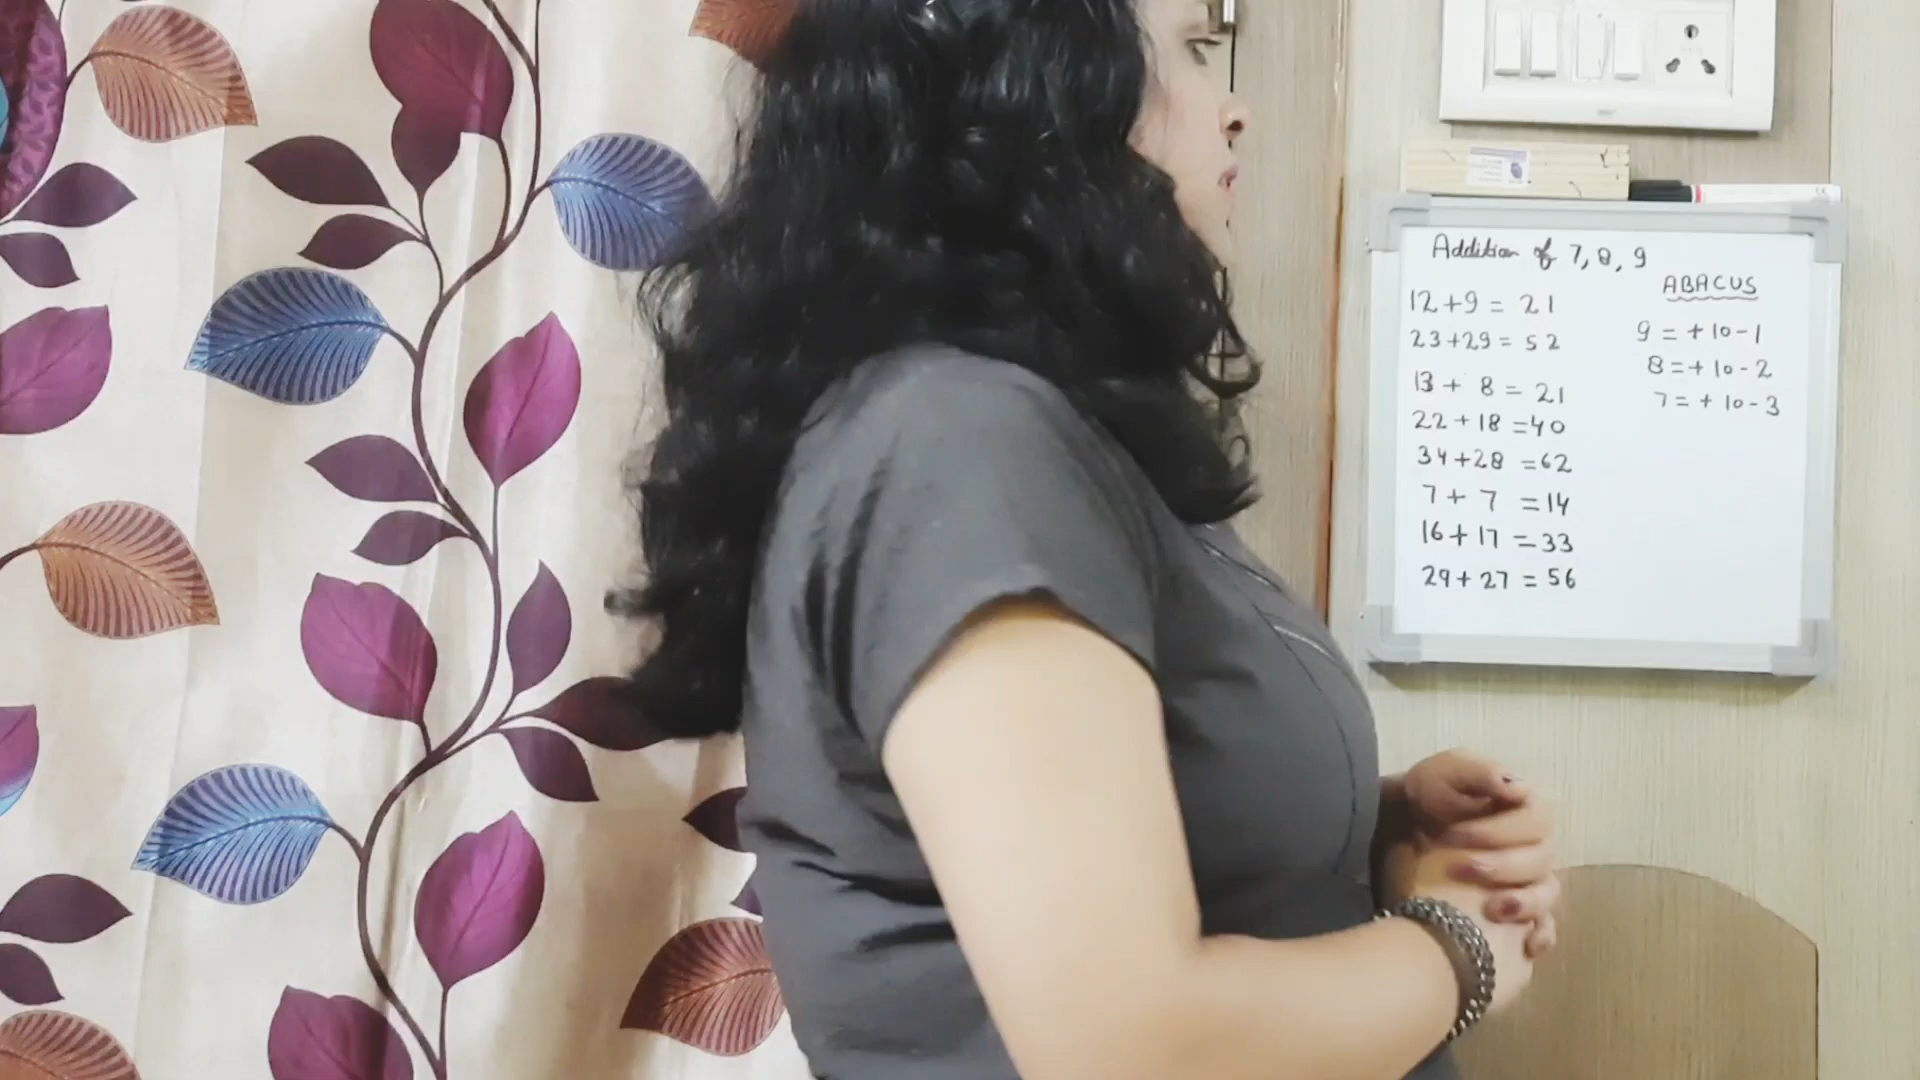 Addition of 7, 8, 9
12+9 = 21
23+29 = 52
13 + 8 = 21
22 + 18 = 40
34+28 = 62
7 + 7 = 14
16 + 17 = 33
29 + 27 = 56
ABACUS
9 = + 10 - 1
8 = + 10 - 2
7 = + 10 - 3